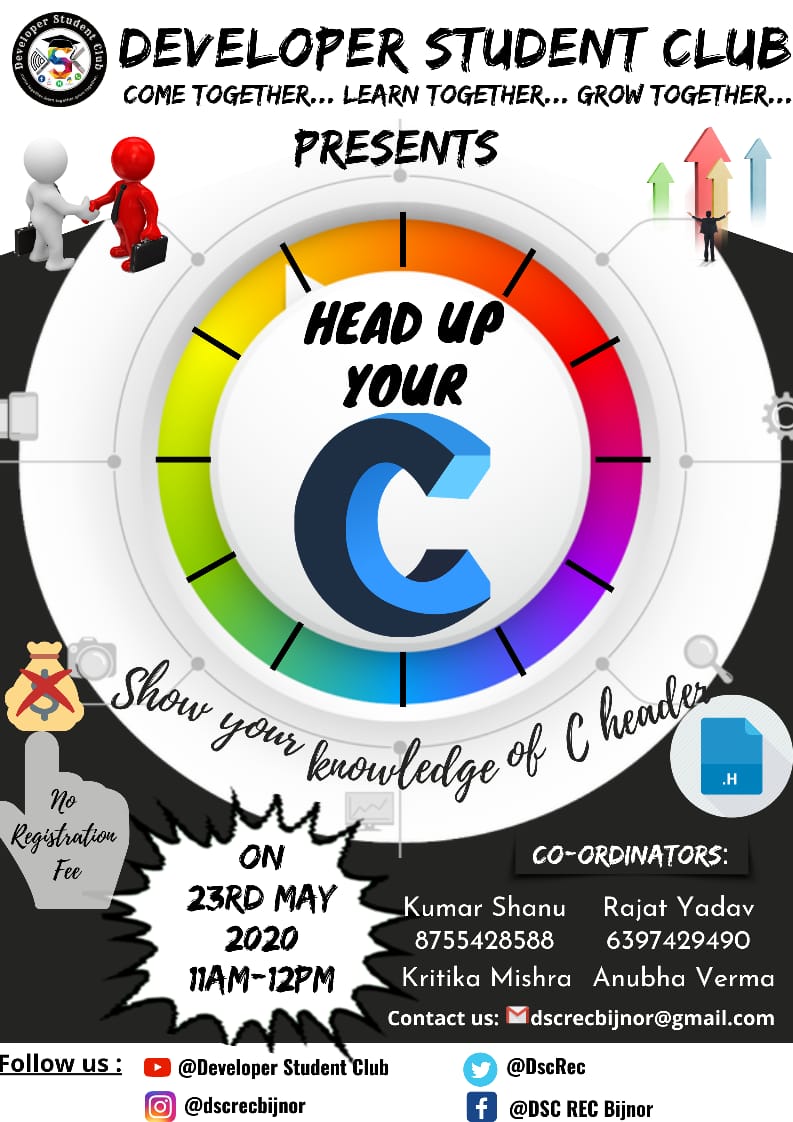 Developer Student Club
DEVELOPER STUDENT CLUB
COME TOGETHER... LEARN TOGETHER... GROW TOGETHER...
PRESENTS
HEAD UP
YOUR
C
Show your knowledge of C header
.H
No
Registration
Fee
ON
23RD MAY
2020
11AM-12PM
CO-ORDINATORS:
Kumar Shanu Rajat Yadav
8755428588 6397429490
Kritika Mishra Anubha Verma
Contact us: dscrecbijnor@gmail.com
Follow us : @Developer Student Club @DscRec
@dscrecbijnor @DSC REC Bijnor